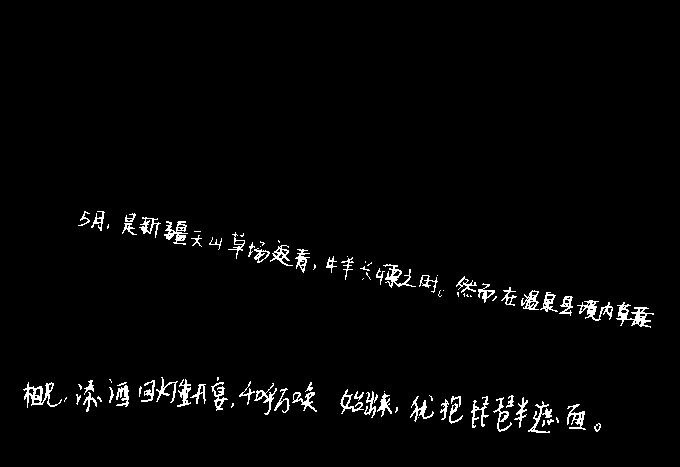 5月,是新疆天山草场返青,牛羊长膘之时。然而,在温泉县境内草
相见,添酒回灯重开宴,千呼万唤 始出来,犹抱琵琶半遮面。